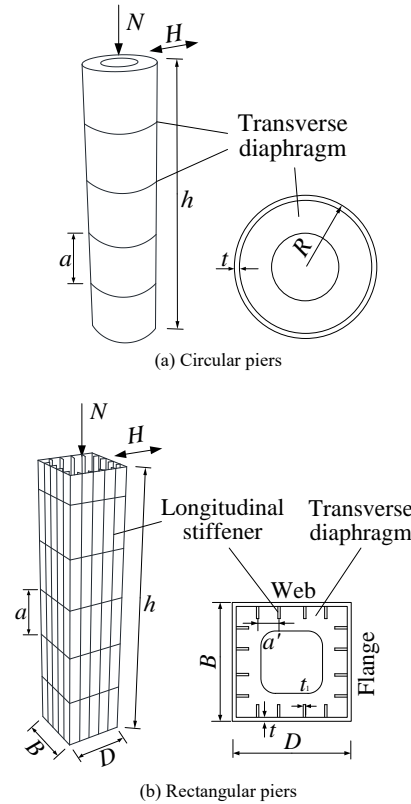 N
H
Transverse
diaphragm
h
a
t
R
(a) Circular piers
N
H
Longitudinal
stiffener
Transverse
diaphragm
Web
a
h
B
a'
Flange
t₁
t
B
D
D
(b) Rectangular piers